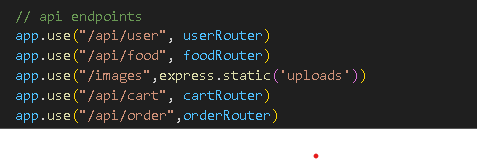 // api endpoints
app.use("/api/user", userRouter)
app.use("/api/food", foodRouter)
app.use("/images",express.static('uploads'))
app.use("/api/cart", cartRouter)
app.use("/api/order",orderRouter)